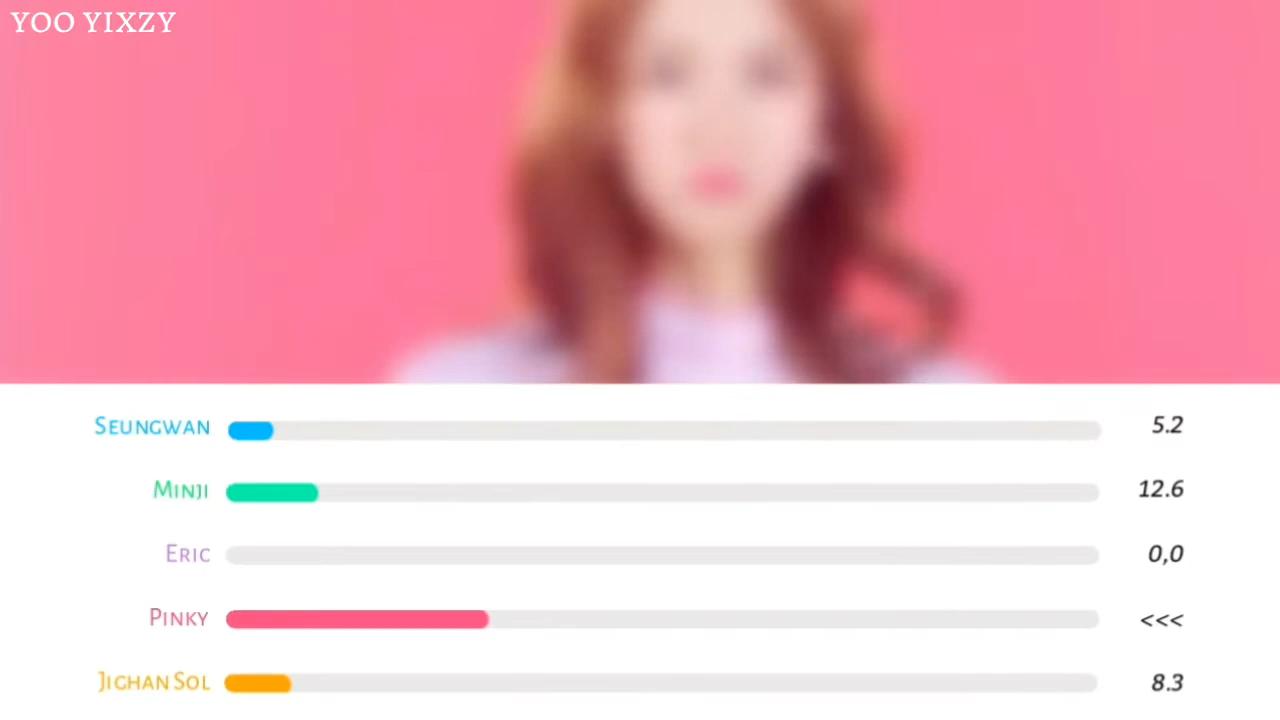 YOO YIXZY
SEUNGWAN 5.2
MINJI 12.6
ERIC 0,0
PINKY <<<
JIGHAN SOL 8.3